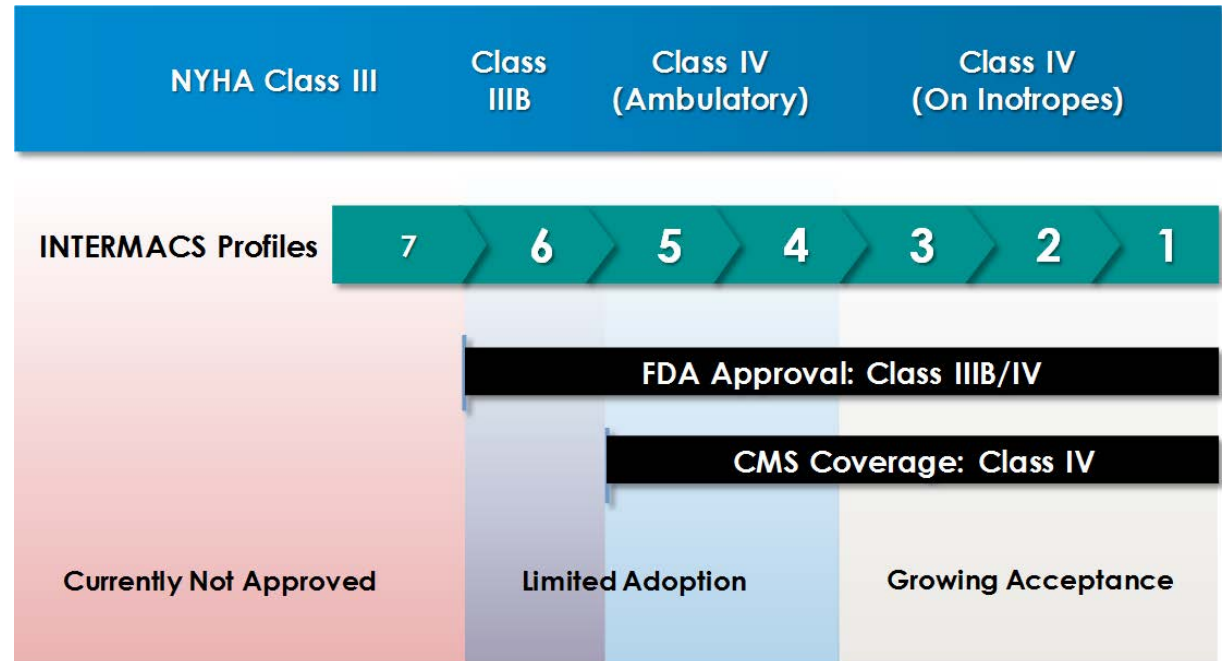 NYHA Class III
Class
IIIB
Class IV
(Ambulatory)
Class IV
(On Inotropes)
INTERMACS Profiles
7 6 5 4 3 2 1
FDA Approval: Class IIIB/IV
CMS Coverage: Class IV
Currently Not Approved
Limited Adoption
Growing Acceptance